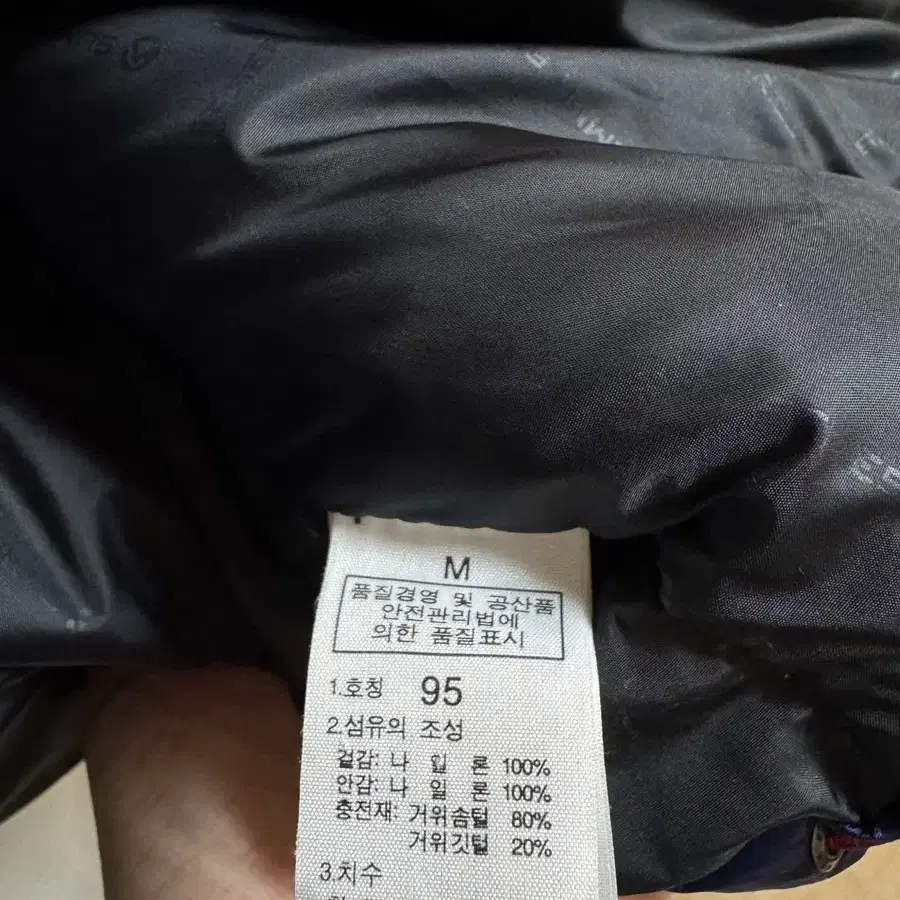 M
품질경영 및 공산품
안전관리법에
의한 품질표시
1.호칭 95
2.섬유의 조성
겉감: 나 일 론 100%
안감: 나 일 론 100%
충전재: 거위솜털 80%
거위깃털 20%
3.치수